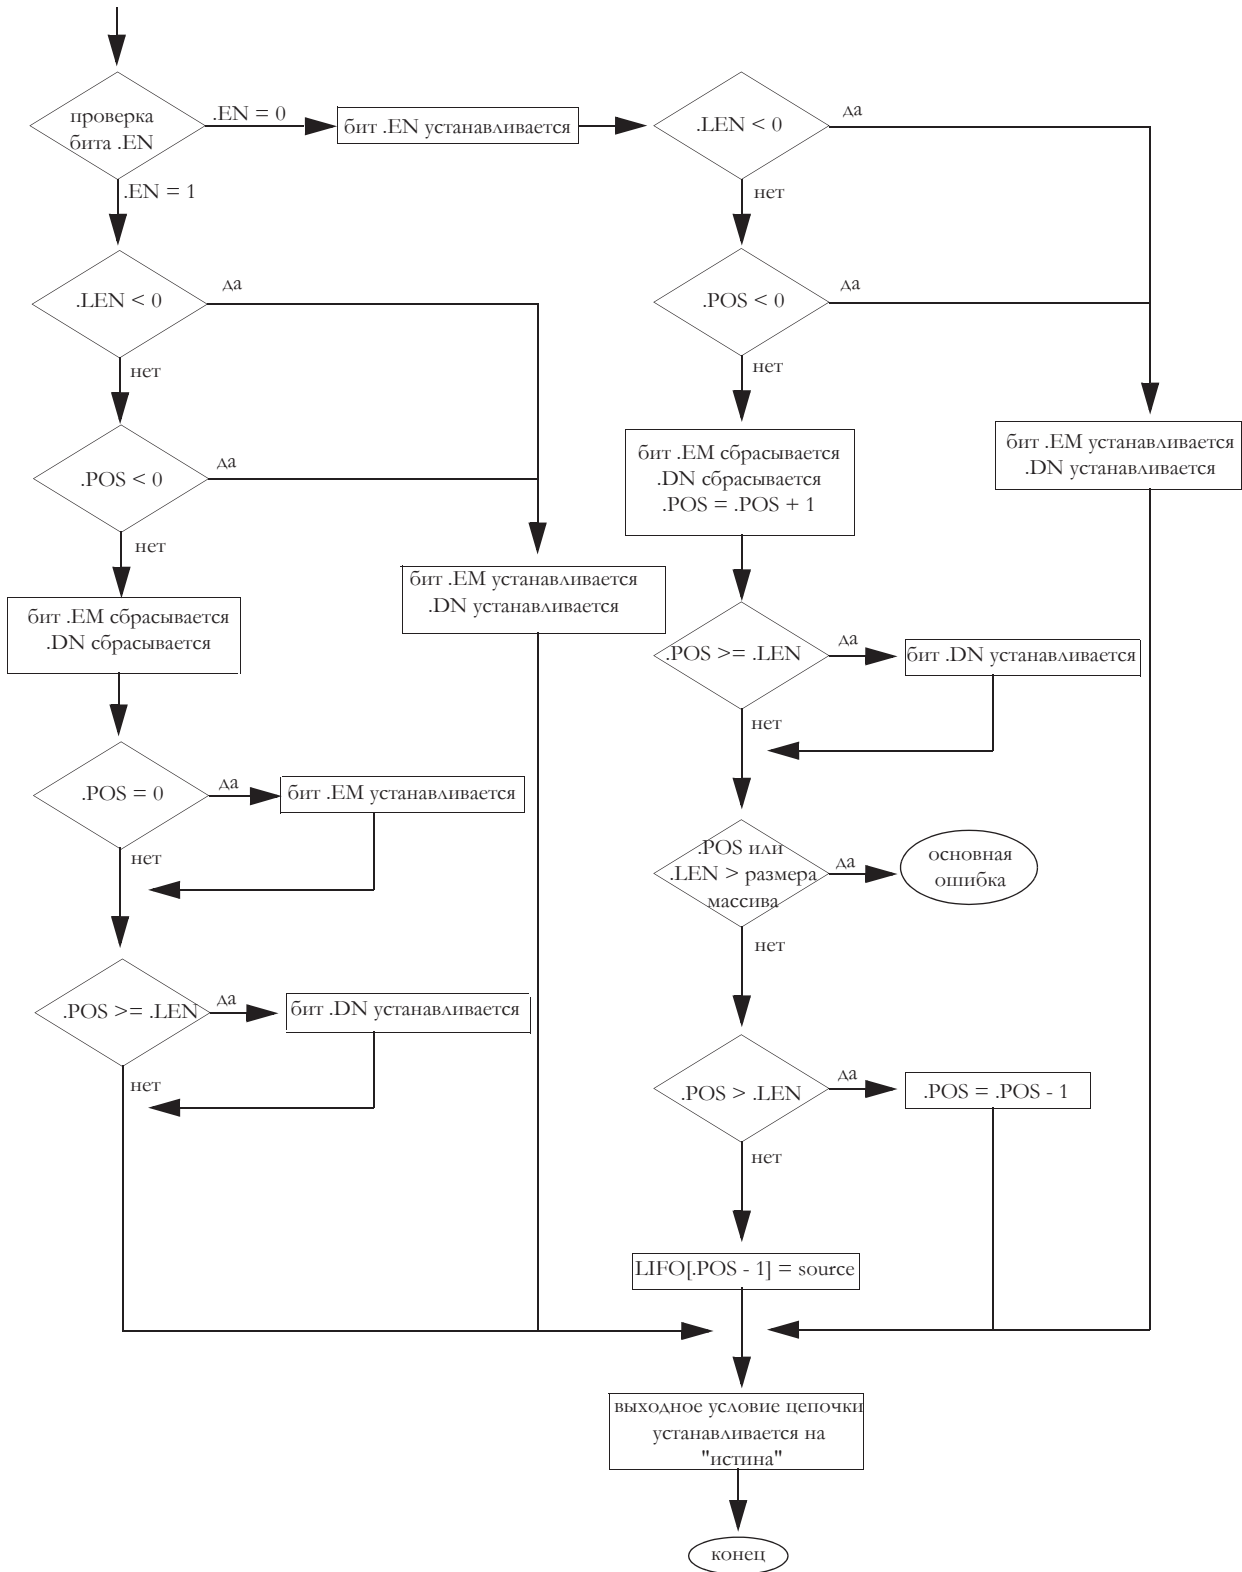 проверка
бита .EN
.EN = 0
бит .EN устанавливается
.LEN < 0
да
нет
.EN = 1
.LEN < 0
да
нет
.POS < 0
да
нет
.POS < 0
да
нет
бит .EM сбрасывается
.DN сбрасывается
.POS = .POS + 1
бит .EM устанавливается
.DN устанавливается
бит .EM устанавливается
.DN устанавливается
бит .EM сбрасывается
.DN сбрасывается
.POS >= .LEN
да
бит .DN устанавливается
нет
.POS = 0
да
бит .EM устанавливается
нет
.POS или
.LEN > размера
массива
да
основная
ошибка
нет
.POS >= .LEN
да
бит .DN устанавливается
нет
.POS > .LEN
да
.POS = .POS - 1
нет
LIFO[.POS - 1] = source
выходное условие цепочки
устанавливается на
"истина"
конец